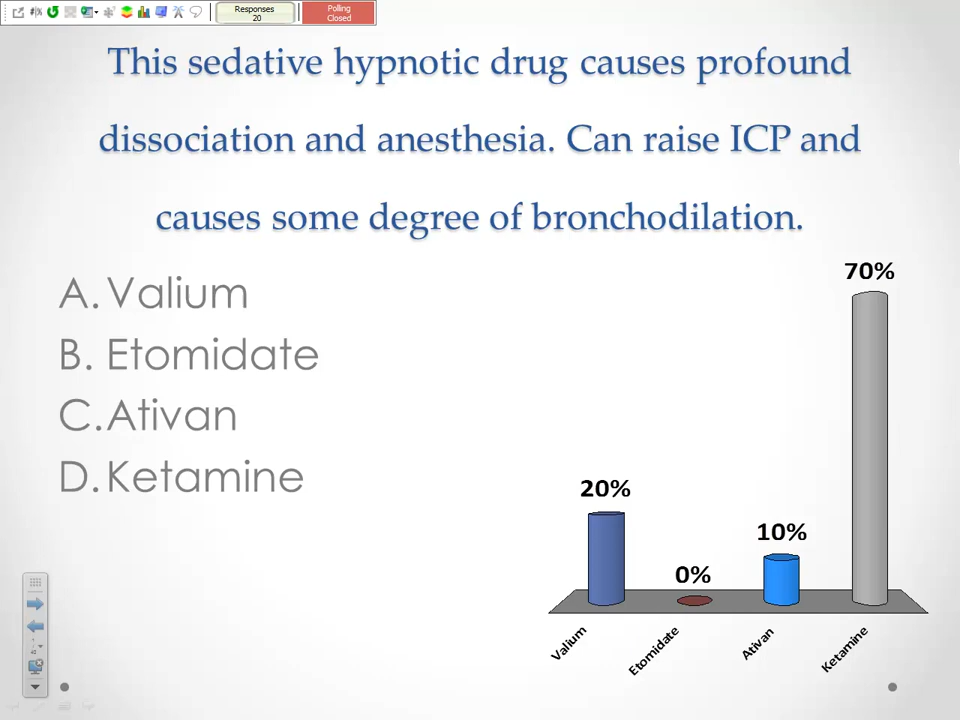 Responses
20
Polling
Closed
This sedative hypnotic drug causes profound
dissociation and anesthesia. Can raise ICP and
causes some degree of bronchodilation.
A. Valium
B. Etomidate
C. Ativan
D. Ketamine
20%
0%
10%
70%
Valium
Etomidate
Ativan
Ketamine